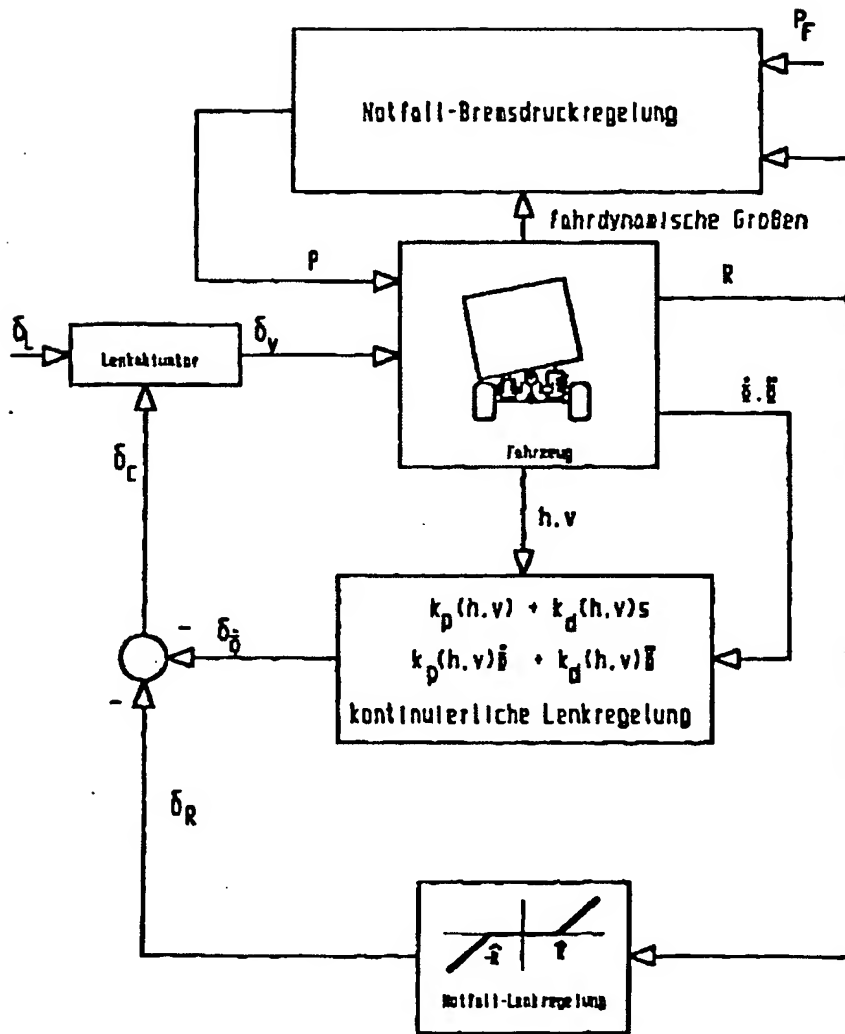 P_F
Notfall-Bremsdruckregelung
fahrdynamische Größen
P
R
δ_L
Lenkaktuator
δ_V
Fahrzeug
δ_C
h.v
k_p(h.v) + k_d(h.v)s
k_p(h.v) + k_d(h.v)
kontinuierliche Lenkregelung
-
-
δ_R
Notfall-Lenkregelung